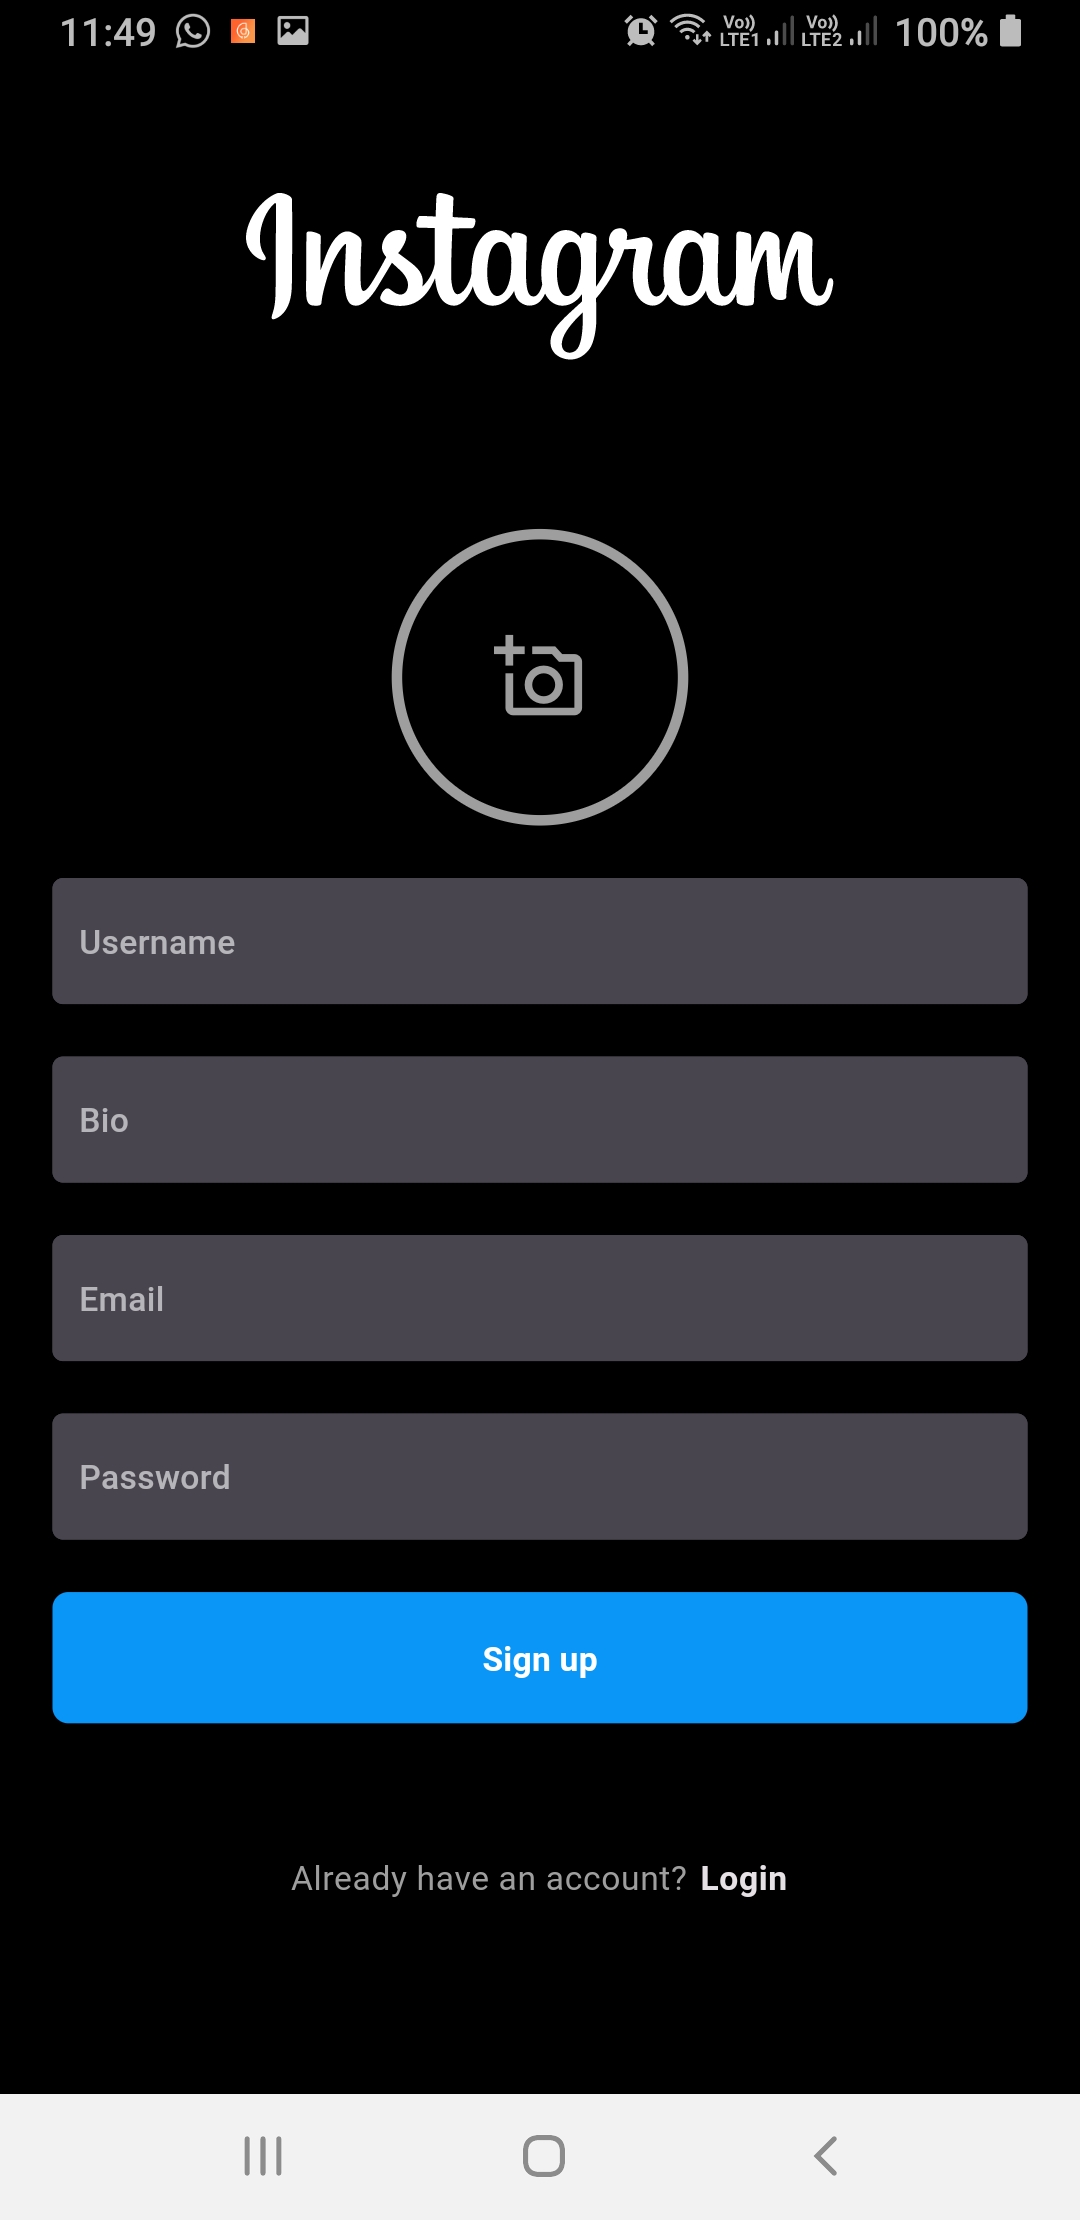 11:49 Vo)) LTE1 Vo)) LTE2 100%
Instagram
Username
Bio
Email
Password
Sign up
Already have an account? Login